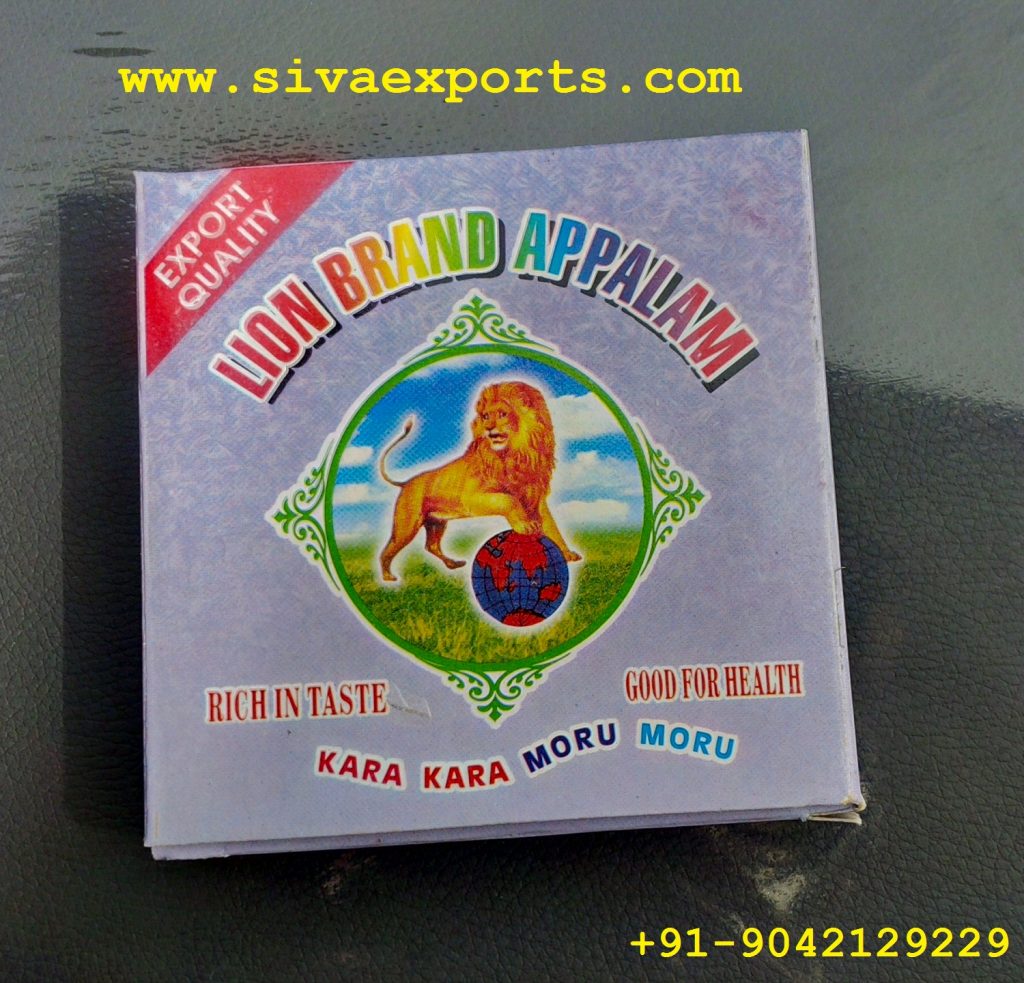 www.sivaexports.com
EXPORT
QUALITY
LION BRAND APPALAM
RICH IN TASTE
GOOD FOR HEALTH
KARA KARA MORU MORU
+91-9042129229